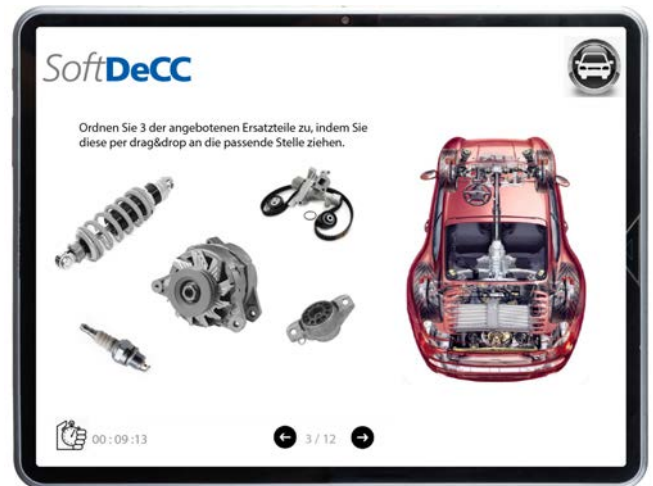 SoftDeCC
Ordnen Sie 3 der angebotenen Ersatzteile zu, indem Sie
diese per drag&drop an die passende Stelle ziehen.
00 : 09 :13
3 / 12